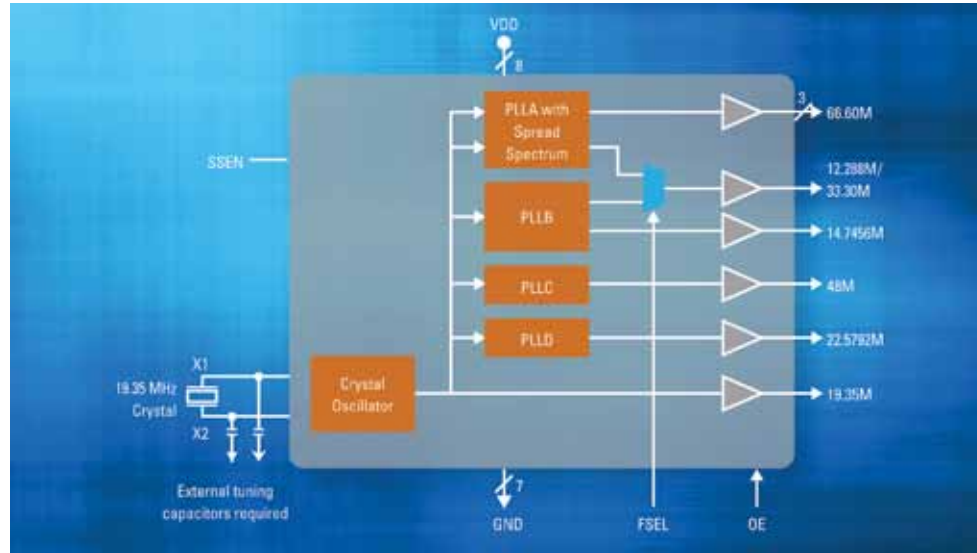 VDD
8
PLLA with
Spread
Spectrum
3
66.60M
SSEN
12.288M/
33.30M
PLLB
14.7456M
PLLC
48M
PLLD
22.5792M
X1
19.35 MHz
Crystal
X2
Crystal
Oscillator
19.35M
External tuning
capacitors required
7
GND
FSEL
OE